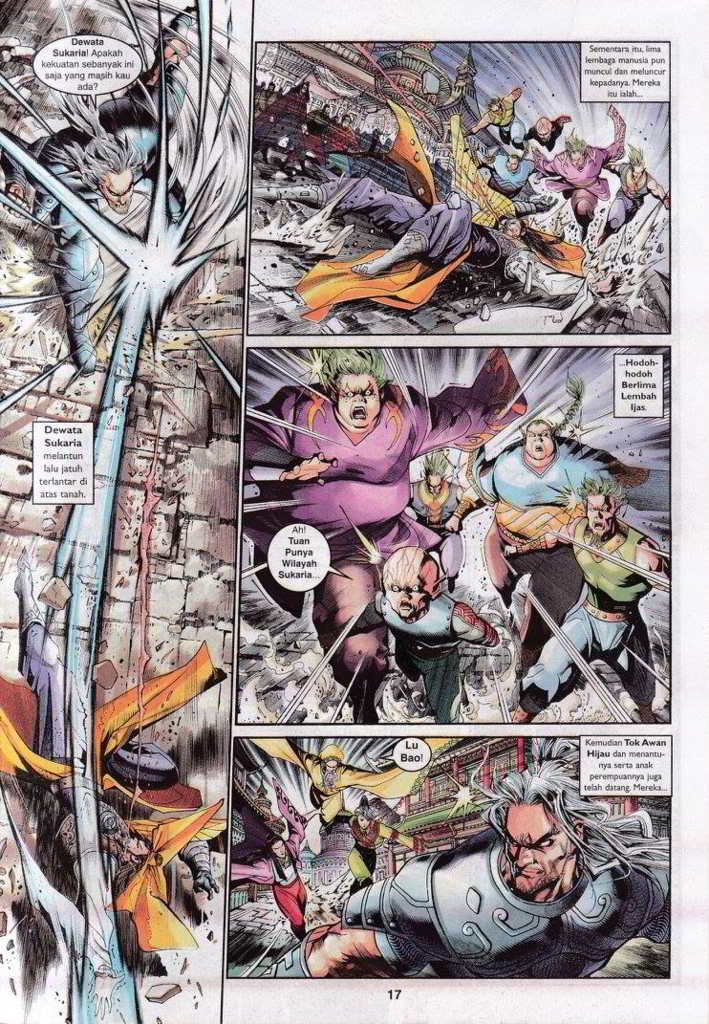 Dewata
Sukaria! Apakah
kekuatan sebanyak ini
saja yang masih kau
ada?
Dewata
Sukaria
melantun
lalu jatuh
terlantar di
atas tanah.
Sementara itu, lima
lembaga manusia pun
muncul dan meluncur
kepadanya. Mereka
itu ialah...
...Hodoh-
hodoh
Berlima
Lembah
Ijas.
Ah!
Tuan
Punya
Wilayah
Sukaria...
Lu
Bao!
Kemudian Tok Awan
Hijau dan menantu-
nya serta anak
perempuannya juga
telah datang. Mereka...
17